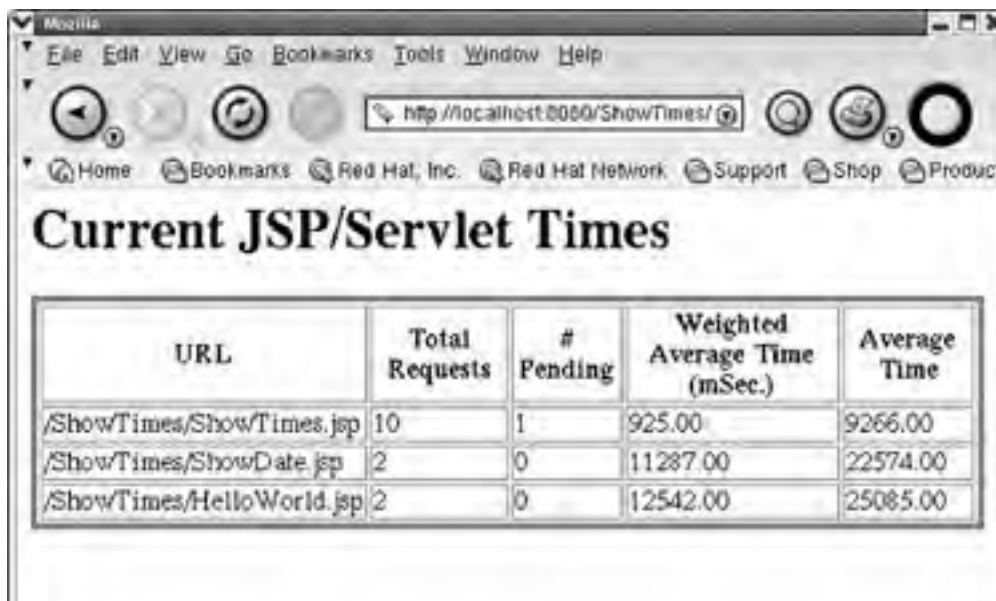 Mozilla
File Edit View Go Bookmarks Tools Window Help
http://localhost:8080/ShowTimes/
Home Bookmarks Red Hat, Inc. Red Hat Network Support Shop Produc
Current JSP/Servlet Times
URL Total Requests # Pending Weighted Average Time (mSec.) Average Time
/ShowTimes/ShowTimes.jsp 10 1 925.00 9266.00
/ShowTimes/ShowDate.jsp 2 0 11287.00 22574.00
/ShowTimes/HelloWorld.jsp 2 0 12542.00 25085.00